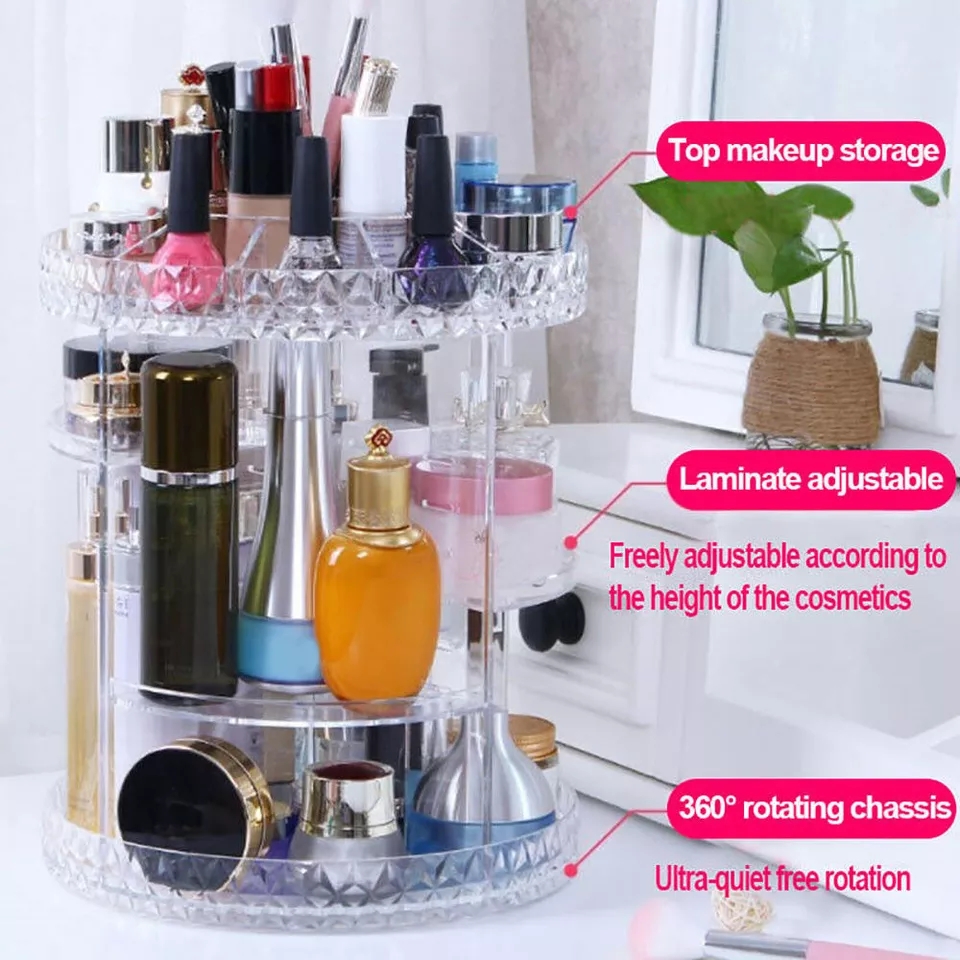 Top makeup storage
Laminate adjustable
Freely adjustable according to
the height of the cosmetics
360° rotating chassis
Ultra-quiet free rotation